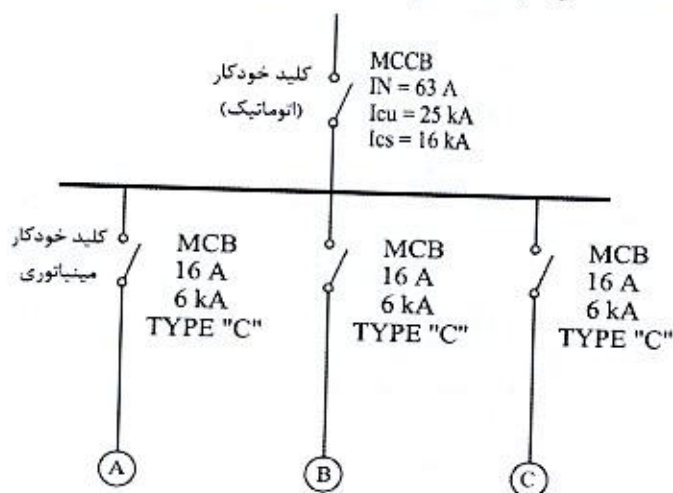 کلید خودکار
(اتوماتیک)
MCCB
IN = 63 A
Icu = 25 kA
Ics = 16 kA
کلید خودکار
مینیاتوری
MCB
16 A
6 kA
TYPE "C"
MCB
16 A
6 kA
TYPE "C"
MCB
16 A
6 kA
TYPE "C"
A
B
C